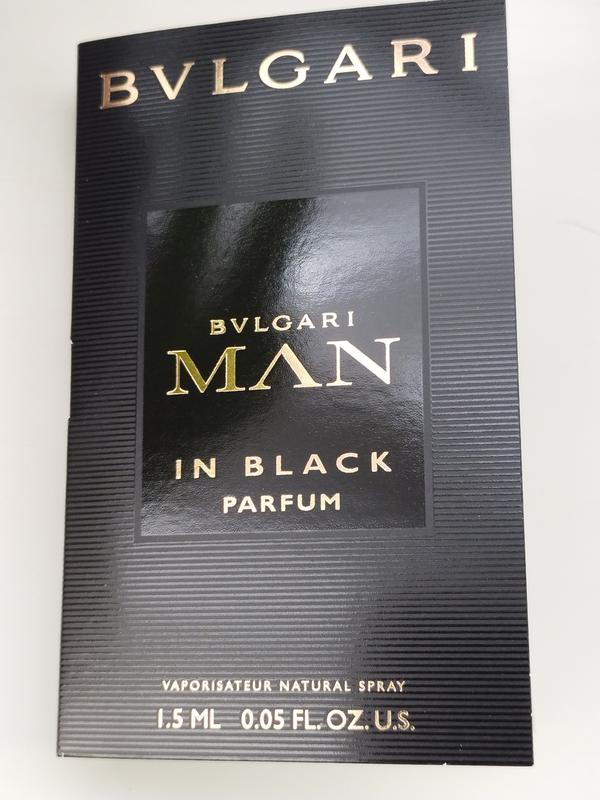 BVLGARI
BVLGARI
MAN
IN BLACK
PARFUM
VAPORISATEUR NATURAL SPRAY
1.5 ML 0.05 FL. OZ. U.S.